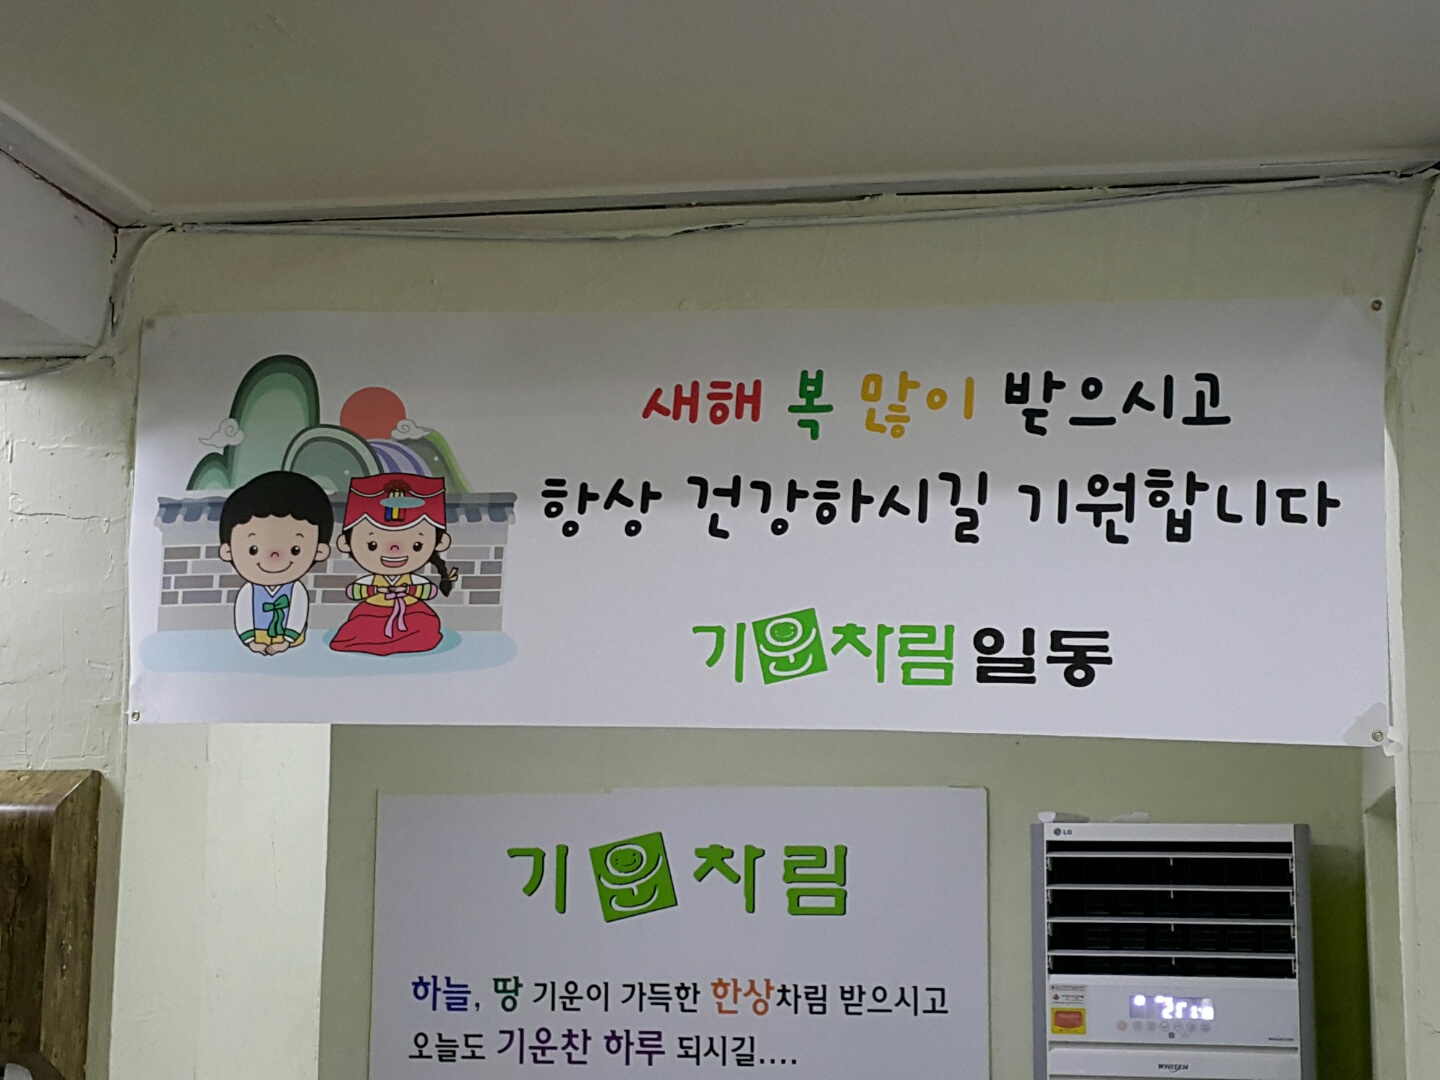 새해 복 많이 받으시고
항상 건강하시길 기원합니다
기운차림 일동
기운차림
하늘, 땅 기운이 가득한 한상차림 받으시고
오늘도 기운찬 하루 되시길....
LG
WHISEN